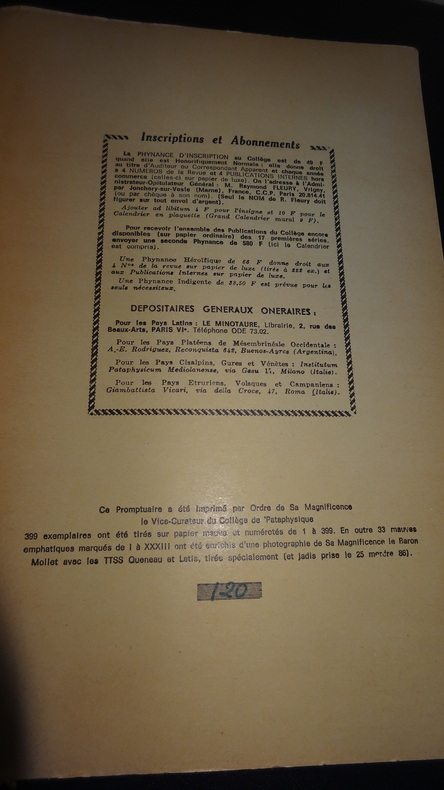 Inscriptions et Abonnements
La PHYNANCE D'INSCRIPTION au Collège est de 49 F
quand elle est Honorifiquement Normale : elle donne droit
au titre d'Auditeur ou Correspondant Apparent et chaque année
à 4 NUMEROS de la Revue et 4 PUBLICATIONS INTERNES hors
commerce (celles-ci sur papier de luxe). On s'adresse à l'Admi-
nistrateur-Opitulateur Général : M. Raymond FLEURY, Vrigny,
par Jonchery-sur-Vesle (Marne), France, C.C.P. Paris 20.814.41
(ou par chèque à son nom). (Seul le NOM de R. Fleury doit
figurer sur tout envoi d'argent).
Ajouter ad libitum 4 F pour l'insigne et 10 F pour le
Calendrier en plaquette (Grand Calendrier mural 2 F).
Pour recevoir l'ensemble des Publications du Collège encore
disponibles (sur papier ordinaire) des 17 premières séries,
envoyer une seconde Phynance de 580 F (ici le Calendrier
est compris).
Une Phynance Hérolfique de 66 F donne droit aux
4 Nos de la revue sur papier de luxe (tirés à 222 ex.) et
aux Publications Internes sur papier de luxe.
Une Phynance Indigente de 28,50 F est prévue pour les
seuls nécessiteux.
DEPOSITAIRES GENERAUX ONERAIRES :
Pour les Pays Latins : LE MINOTAURE, Librairie, 2, rue des
Beaux-Arts, PARIS VIe. Téléphone ODE 73.02.
Pour les Pays Platéens de Mésembrinésie Occidentale :
A.-E. Rodriguez, Reconquista 842, Buenos-Ayres (Argentina).
Pour les Pays Cisalpins, Gures et Vénètes : Institutum
Pataphysicum Mediolanense, via Gesu 17, Milano (Italie).
Pour les Pays Etruriens, Volsques et Campaniens :
Giambattista Vicari, via della Croce, 47, Roma (Italie).
Ce Promptuaire a été imprimé par Ordre de Sa Magnificence
le Vice-Curateur du Collège de 'Pataphysique
399 exemplaires ont été tirés sur papier mages et numérotés de 1 à 399. En outre 33 mauves
emphatiques marqués de I à XXXIII ont été enrichis d'une photographie de Sa Magnificence le Baron
Mollet avec les TTSS Queneau et Latis, tirée spécialement (et jadis prise le 25 merdre 86).
120